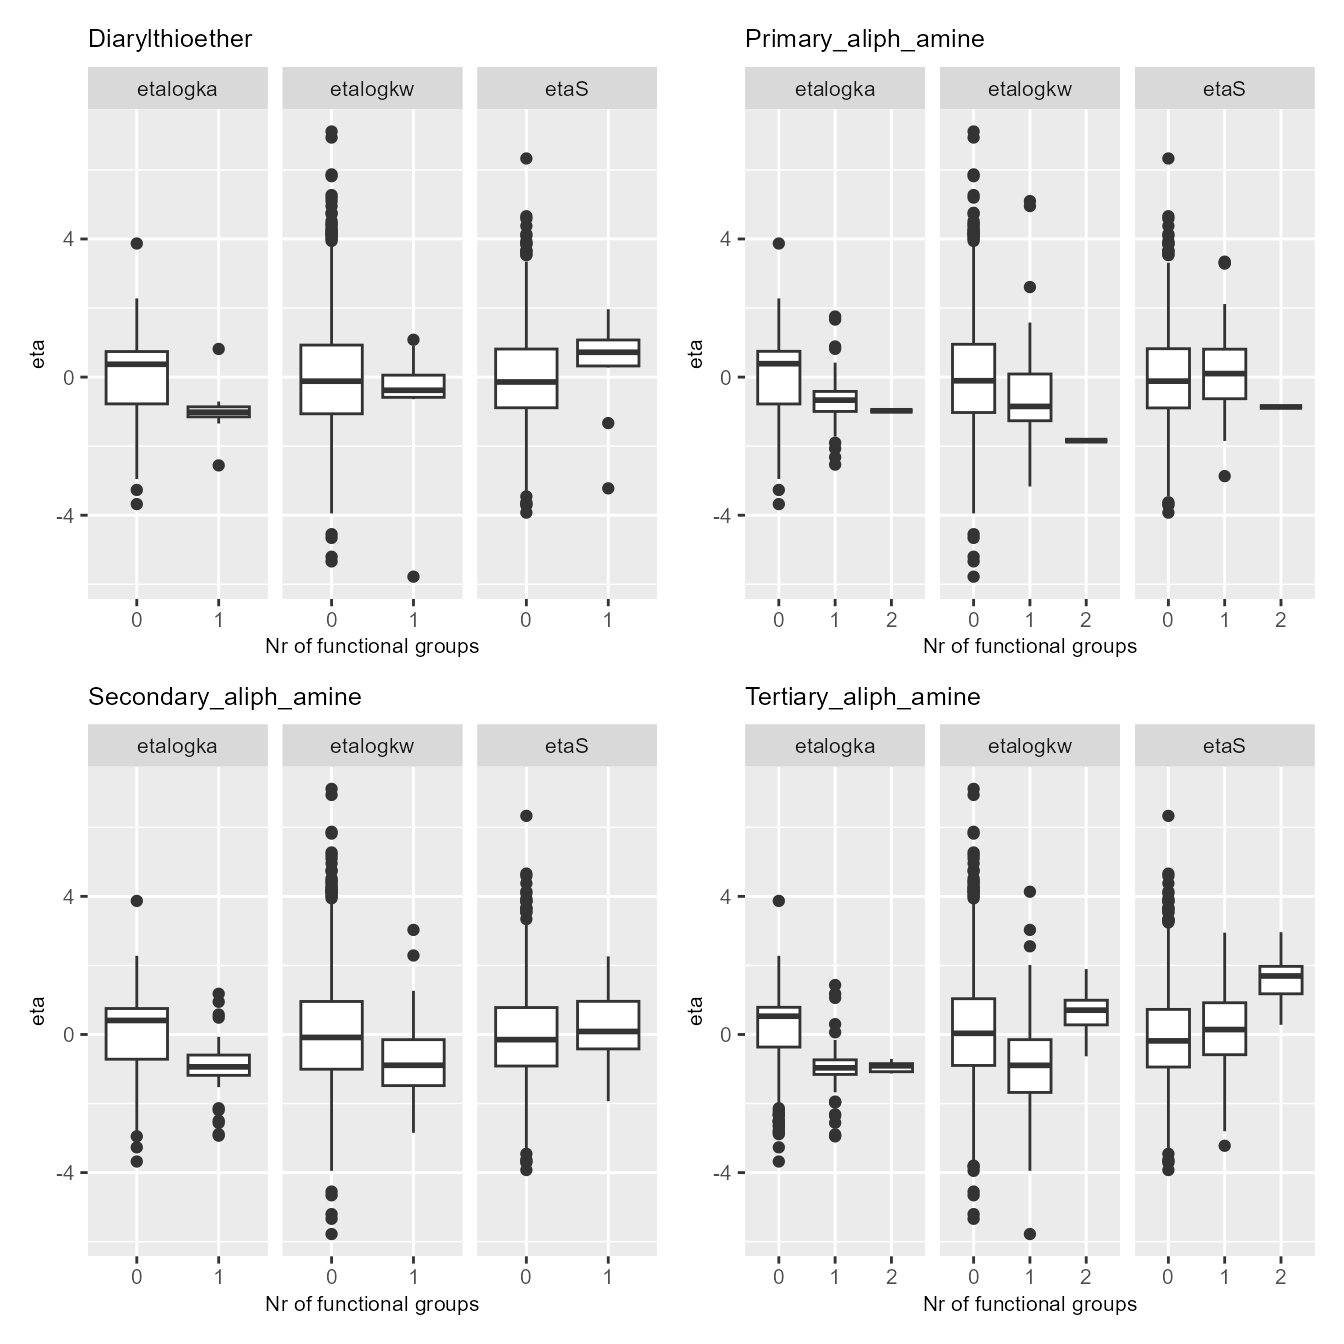 Diarylthioether
etalogka etalogkw etaS
eta
4
0
-4
0 1 0 1 0 1
Nr of functional groups
Primary_aliph_amine
etalogka etalogkw etaS
eta
4
0
-4
0 1 2 0 1 2 0 1 2
Nr of functional groups
Secondary_aliph_amine
etalogka etalogkw etaS
eta
4
0
-4
0 1 0 1 0 1
Nr of functional groups
Tertiary_aliph_amine
etalogka etalogkw etaS
eta
4
0
-4
0 1 2 0 1 2 0 1 2
Nr of functional groups